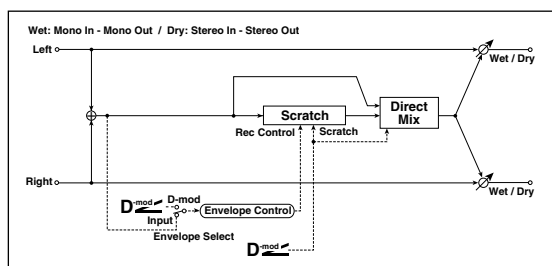 Wet: Mono In - Mono Out / Dry: Stereo In - Stereo Out
Left
Wet / Dry
Scratch
Direct
Mix
Rec Control
Scratch
Right
Wet / Dry
D-mod
D-mod
Envelope Control
Input
Envelope Select
D-mod